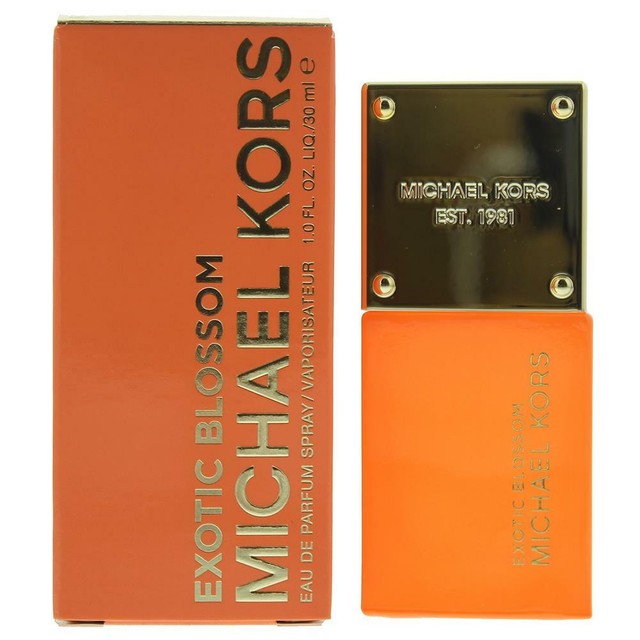 EXOTIC BLOSSOM
MICHAEL KORS
EAU DE PARFUM SPRAY/VAPORISATEUR 1.0 FL. OZ. LIQ./30 ml ℮
MICHAEL KORS
EST. 1981
EXOTIC BLOSSOM
MICHAEL KORS